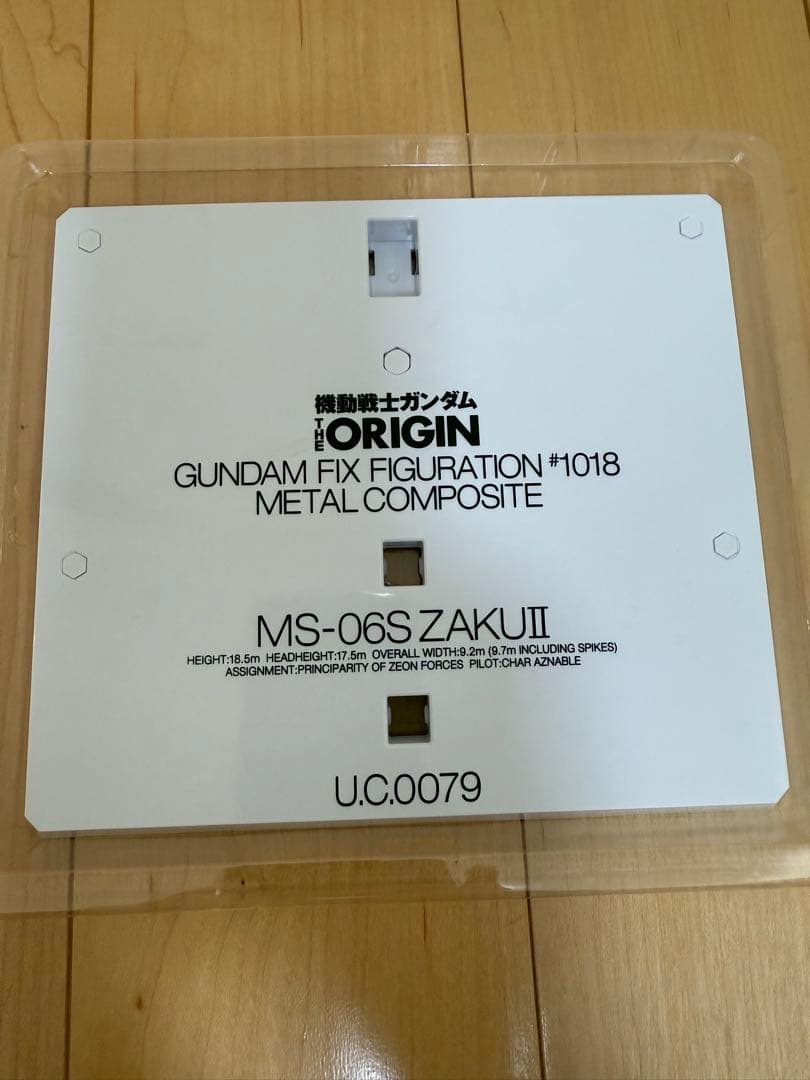 機動戦士ガンダム
THE ORIGIN
GUNDAM FIX FIGURATION #1018
METAL COMPOSITE
MS-06S ZAKUII
HEIGHT:18.5m HEADHEIGHT:17.5m OVERALL WIDTH:9.2m (9.7m INCLUDING SPIKES)
ASSIGNMENT:PRINCIPARITY OF ZEON FORCES PILOT:CHAR AZNABLE
U.C.0079